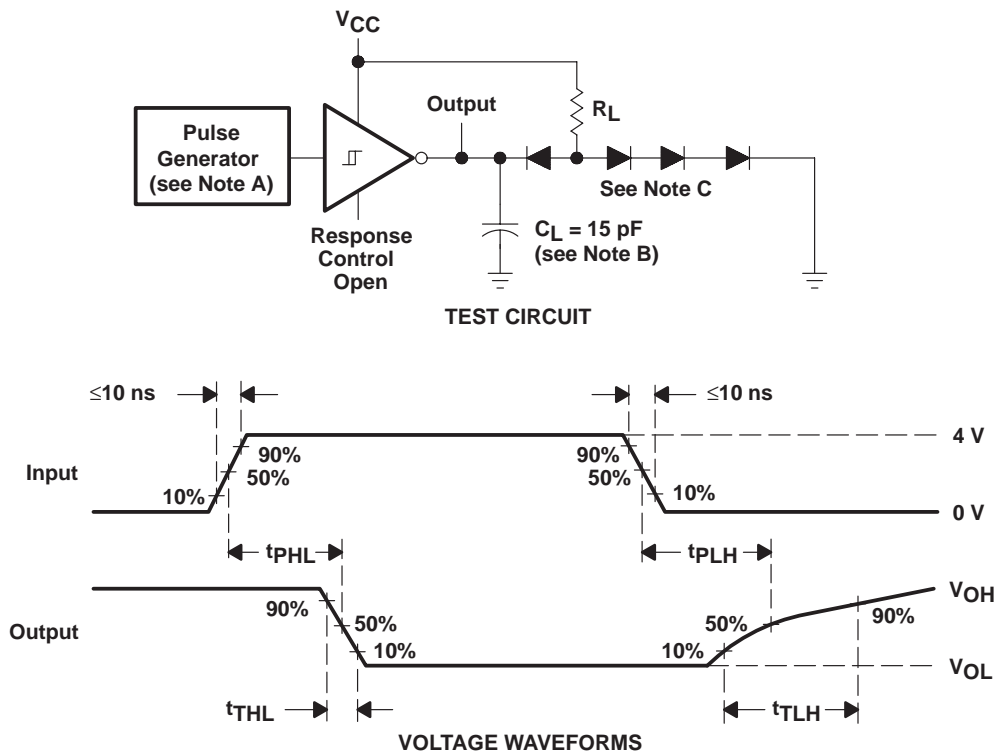 VCC
Output
RL
Pulse
Generator
(see Note A)
See Note C
CL = 15 pF
(see Note B)
Response
Control
Open
TEST CIRCUIT
≤10 ns
≤10 ns
4 V
90%
90%
Input
50%
50%
10%
10%
0 V
tPHL
tPLH
VOH
90%
50%
50%
90%
Output
10%
10%
VOL
tTHL
tTLH
VOLTAGE WAVEFORMS